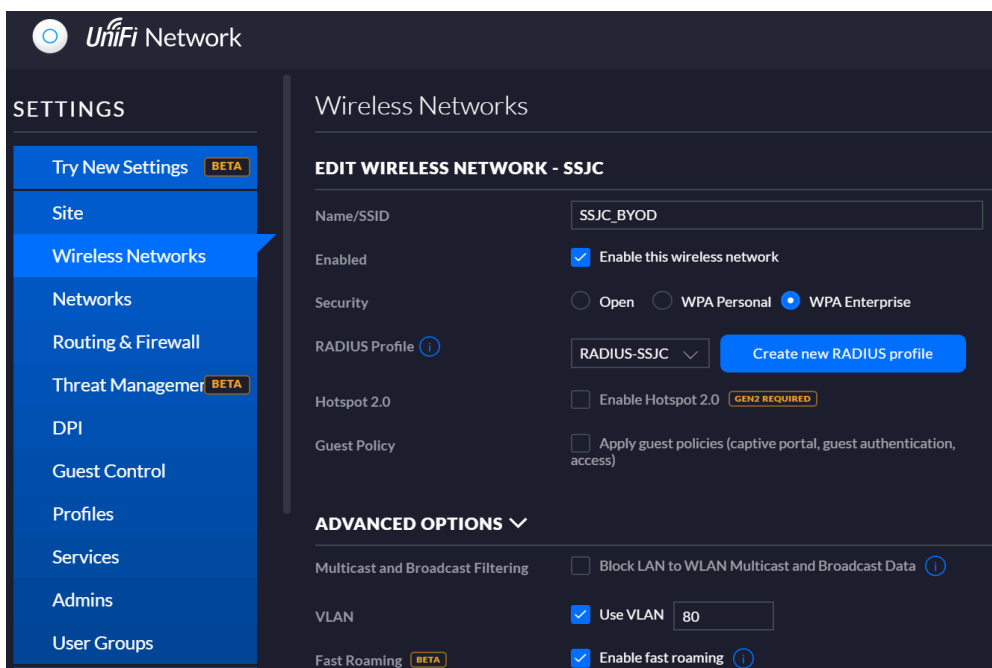 UniFi Network
SETTINGS
Try New Settings BETA
Site
Wireless Networks
Networks
Routing & Firewall
Threat Managemer BETA
DPI
Guest Control
Profiles
Services
Admins
User Groups
Wireless Networks
EDIT WIRELESS NETWORK - SSJC
Name/SSID SSJC_BYOD
Enabled Enable this wireless network
Security Open WPA Personal WPA Enterprise
RADIUS Profile i RADIUS-SSJC Create new RADIUS profile
Hotspot 2.0 Enable Hotspot 2.0 GEN2 REQUIRED
Guest Policy Apply guest policies (captive portal, guest authentication,
access)
ADVANCED OPTIONS
Multicast and Broadcast Filtering Block LAN to WLAN Multicast and Broadcast Data i
VLAN Use VLAN 80
Fast Roaming BETA Enable fast roaming i